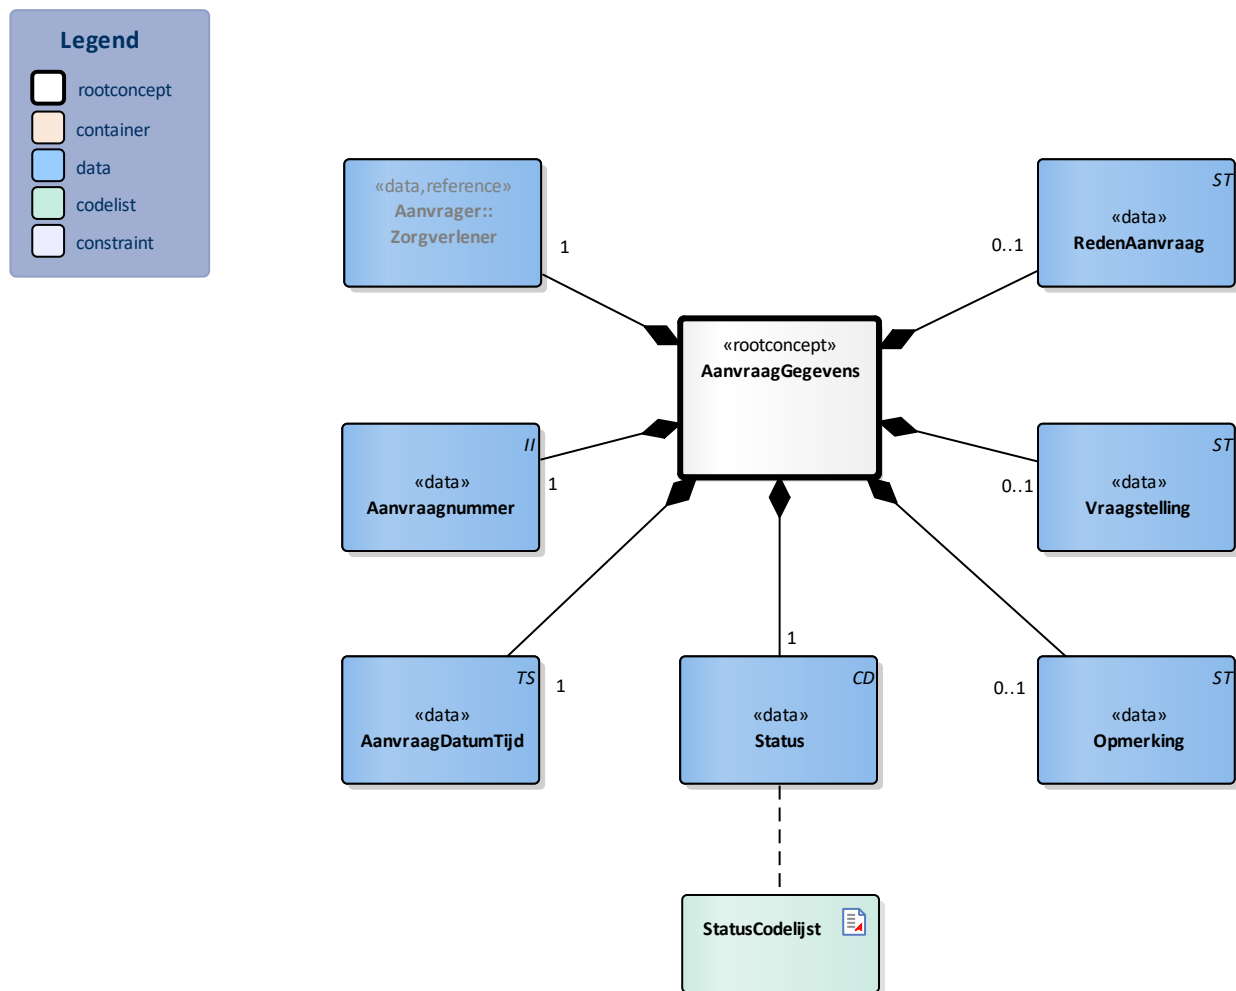 Legend
rootconcept
container
data
codelist
constraint
«data,reference»
Aanvrager::
Zorgverlener
1
ST
«data»
RedenAanvraag
0..1
«rootconcept»
AanvraagGegevens
II
«data»
Aanvraagnummer
1
ST
«data»
Vraagstelling
0..1
TS
«data»
AanvraagDatumTijd
1
CD
«data»
Status
1
ST
«data»
Opmerking
0..1
StatusCodelijst